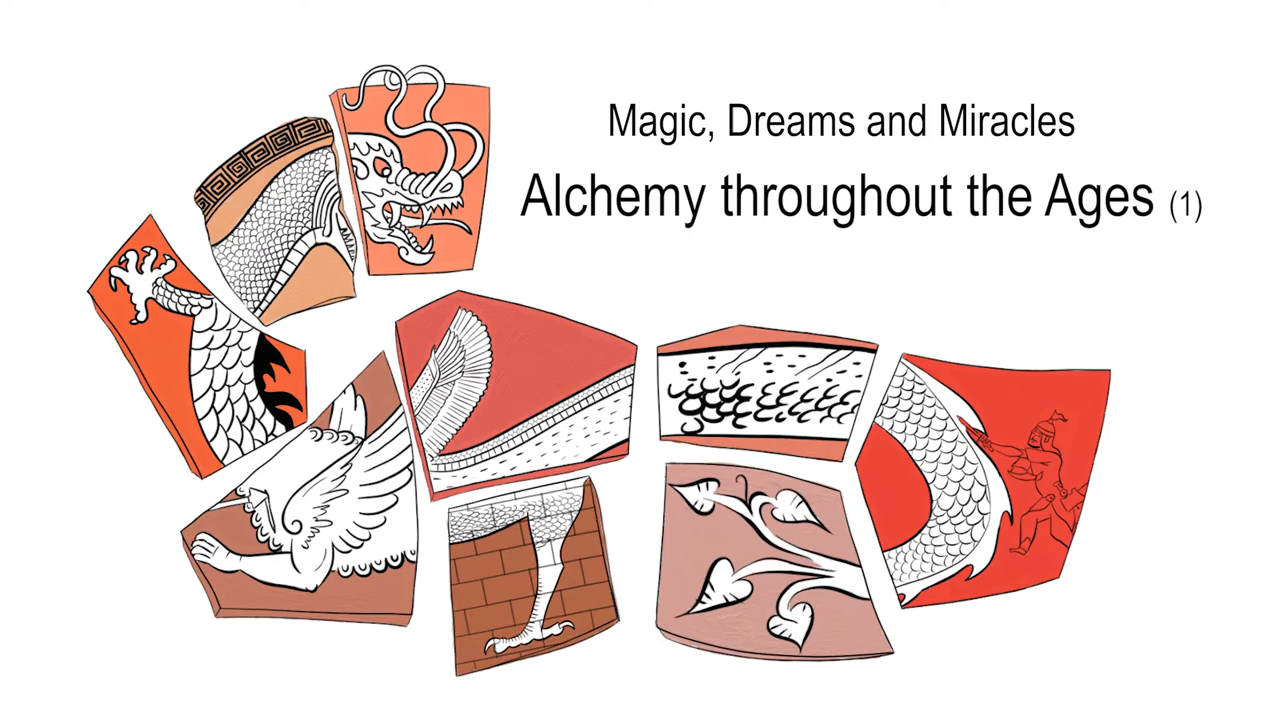 Magic, Dreams and Miracles
Alchemy throughout the Ages (1)